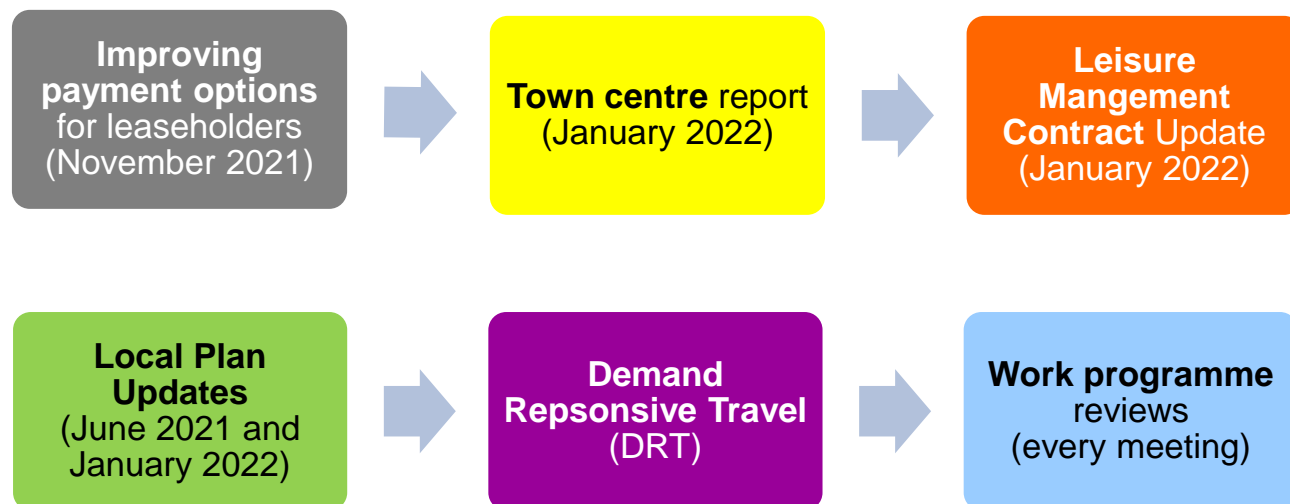 Improving
payment options
for leaseholders
(November 2021)
Town centre report
(January 2022)
Leisure
Mangement
Contract Update
(January 2022)
Local Plan
Updates
(June 2021 and
January 2022)
Demand
Repsonsive Travel
(DRT)
Work programme
reviews
(every meeting)